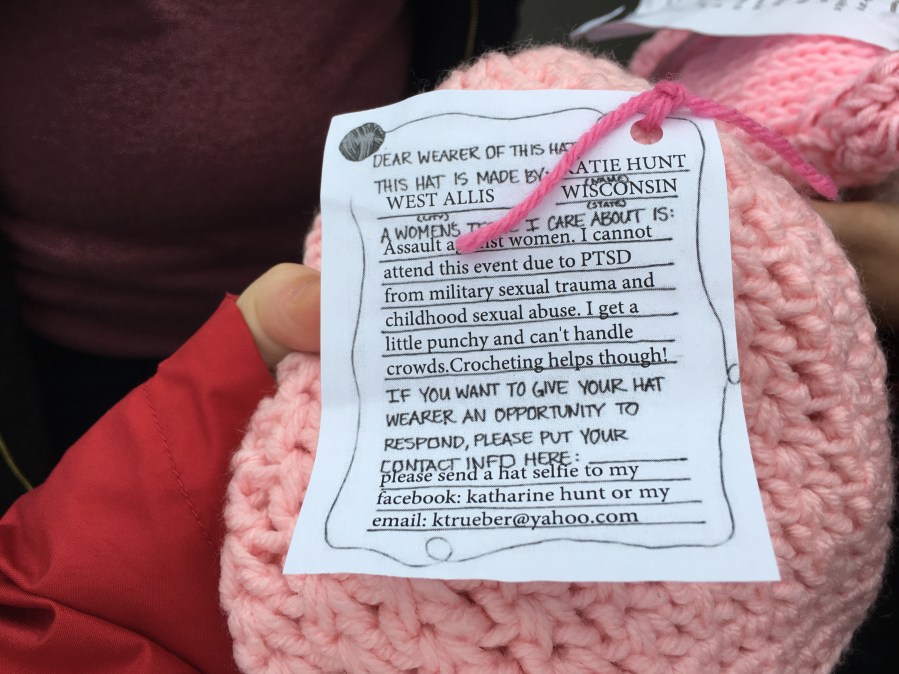 DEAR WEARER OF THIS HAT
THIS HAT IS MADE BY: KATIE HUNT
(NAME)
WEST ALLIS WISCONSIN
(CITY) (STATE)
A WOMEN'S I CARE ABOUT IS:
Assault against women. I cannot
attend this event due to PTSD
from military sexual trauma and
childhood sexual abuse. I get a
little punchy and can't handle
crowds.Crocheting helps though!
IF YOU WANT TO GIVE YOUR HAT
WEARER AN OPPORTUNITY TO
RESPOND, PLEASE PUT YOUR
CONTACT INFO HERE:
please send a hat selfie to my
facebook: katharine hunt or my
email: ktrueber@yahoo.com